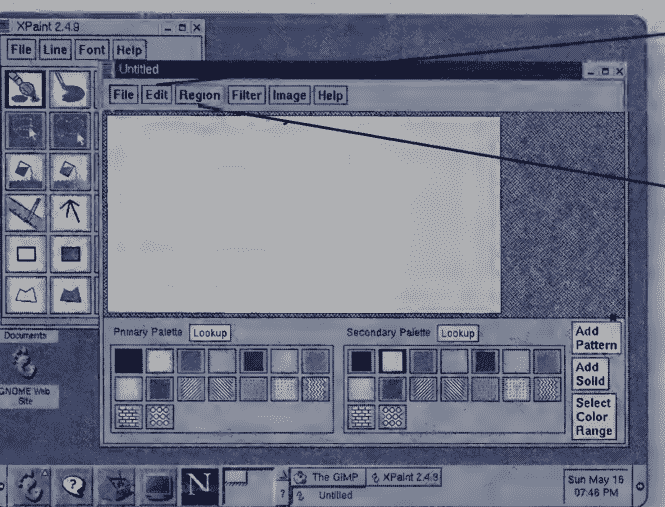 XPaint 2.4.9
File Line Font Help
Untitled
File Edit Region Filter Image Help
Primary Palette Lookup
Secondary Palette Lookup
Add
Pattern
Add
Solid
Select
Color
Range
Documents
GNOME Web
Site
N
The GIMP
XPaint 2.4.9
?
Untitled
Sun May 16
07:46 PM